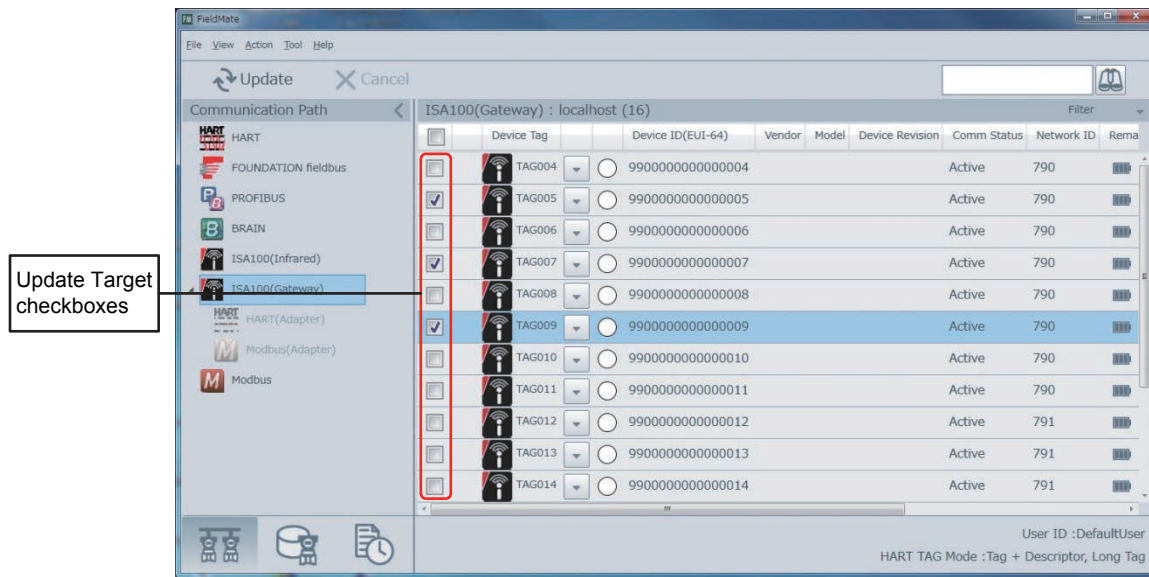 FieldMate
File View Action Tool Help
Update Cancel
Communication Path
HART HART
FOUNDATION fieldbus
PROFIBUS
B BRAIN
ISA100(Infrared)
ISA100(Gateway)
HART HART(Adapter)
M Modbus(Adapter)
M Modbus
Update Target
checkboxes
ISA100(Gateway) : localhost (16) Filter
Device Tag Device ID(EUI-64) Vendor Model Device Revision Comm Status Network ID Rema
TAG004 9900000000000004 Active 790
TAG005 9900000000000005 Active 790
TAG006 9900000000000006 Active 790
TAG007 9900000000000007 Active 790
TAG008 9900000000000008 Active 790
TAG009 9900000000000009 Active 790
TAG010 9900000000000010 Active 790
TAG011 9900000000000011 Active 790
TAG012 9900000000000012 Active 791
TAG013 9900000000000013 Active 791
TAG014 9900000000000014 Active 791
User ID :DefaultUser
HART TAG Mode :Tag + Descriptor, Long Tag